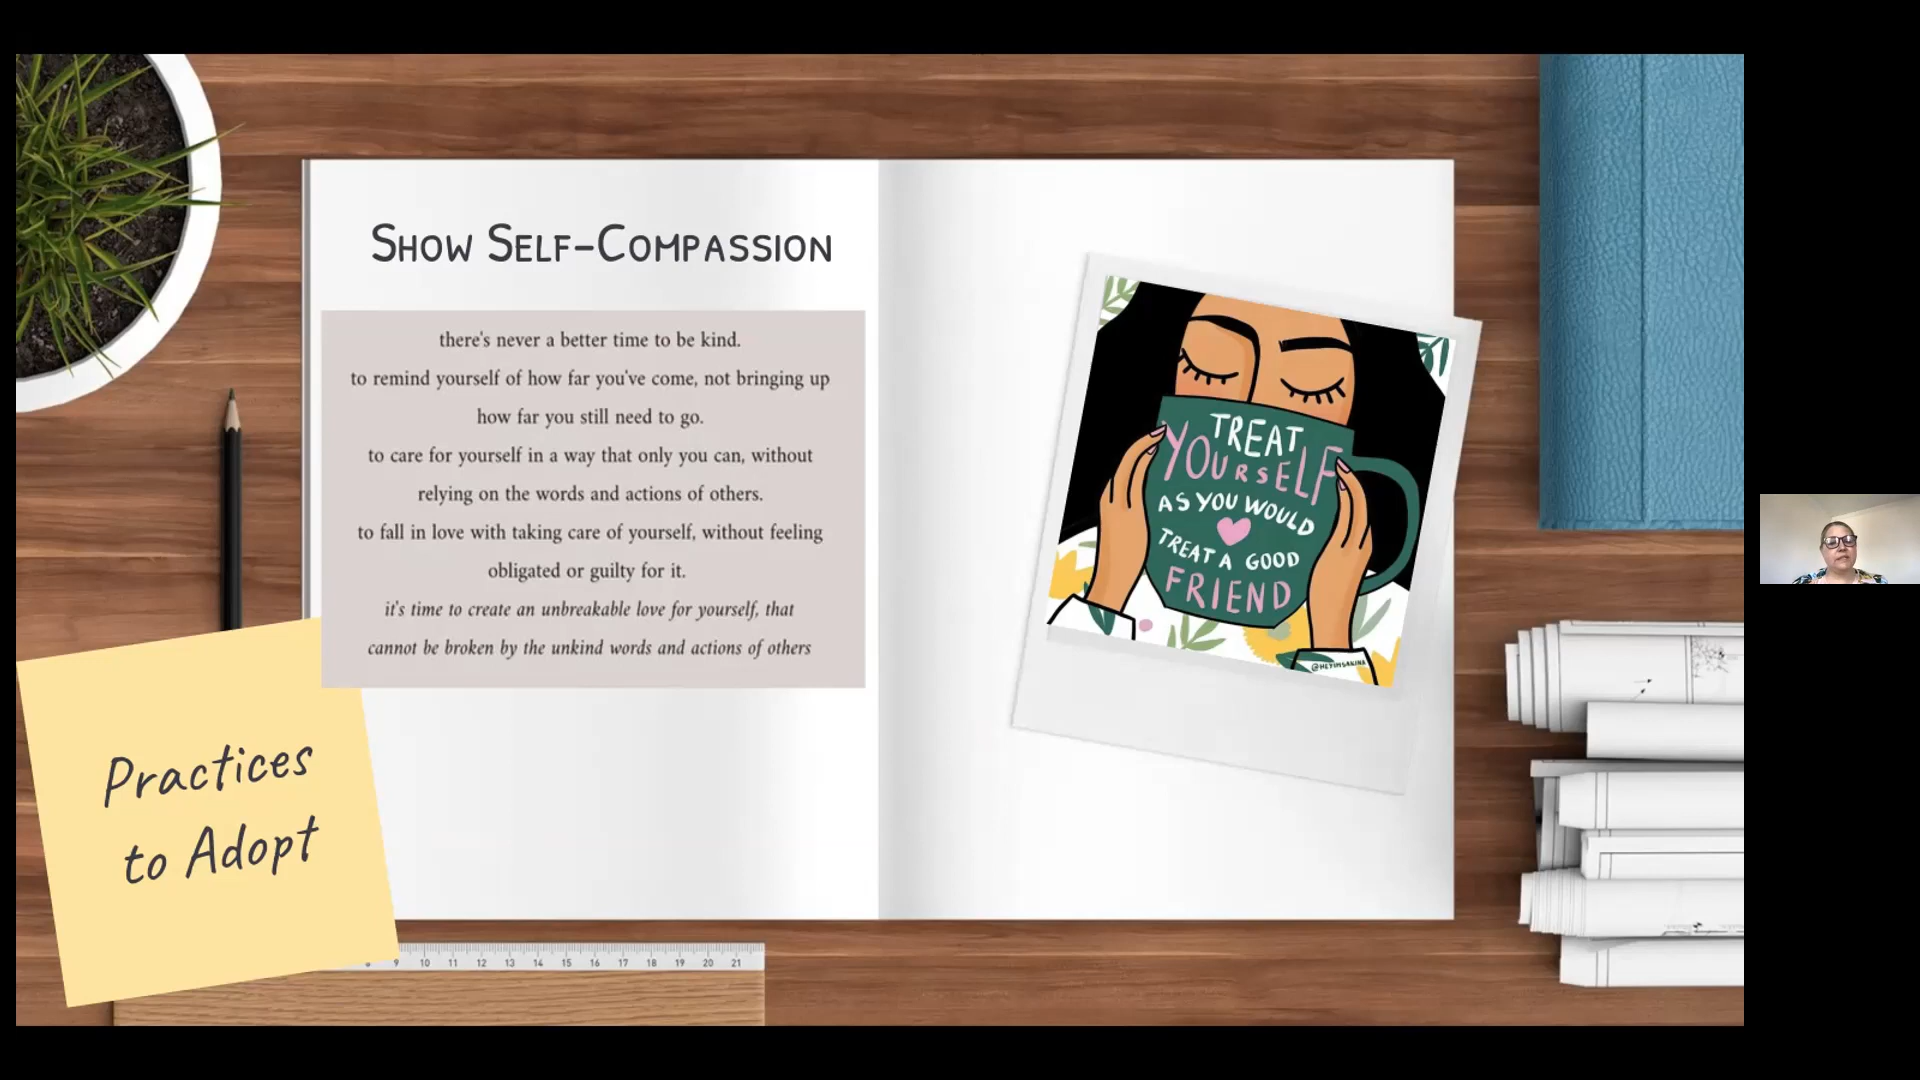 Show Self-Compassion
there's never a better time to be kind.
to remind yourself of how far you've come, not bringing up
how far you still need to go.
to care for yourself in a way that only you can, without
relying on the words and actions of others.
to fall in love with taking care of yourself, without feeling
obligated or guilty for it.
it's time to create an unbreakable love for yourself, that
cannot be broken by the unkind words and actions of others
Practices
to Adopt
TREAT
YOURSELF
AS YOU WOULD
TREAT A GOOD
FRIEND
@HEYIMSAKINA
9 10 11 12 13 14 15 16 17 18 19 20 21